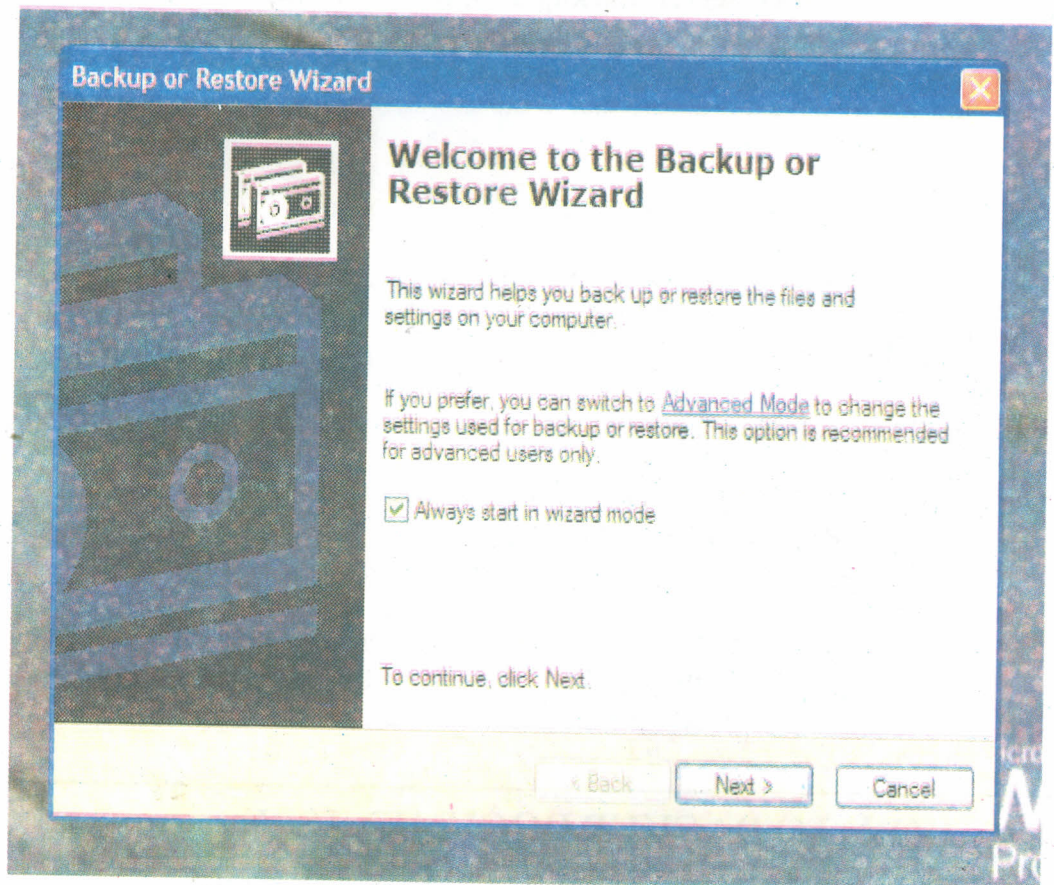 Backup or Restore Wizard
Welcome to the Backup or
Restore Wizard
This wizard helps you back up or restore the files and
settings on your computer.
If you prefer, you can switch to Advanced Mode to change the
settings used for backup or restore. This option is recommended
for advanced users only.
Always start in wizard mode
To continue, click Next.
< Back
Next >
Cancel